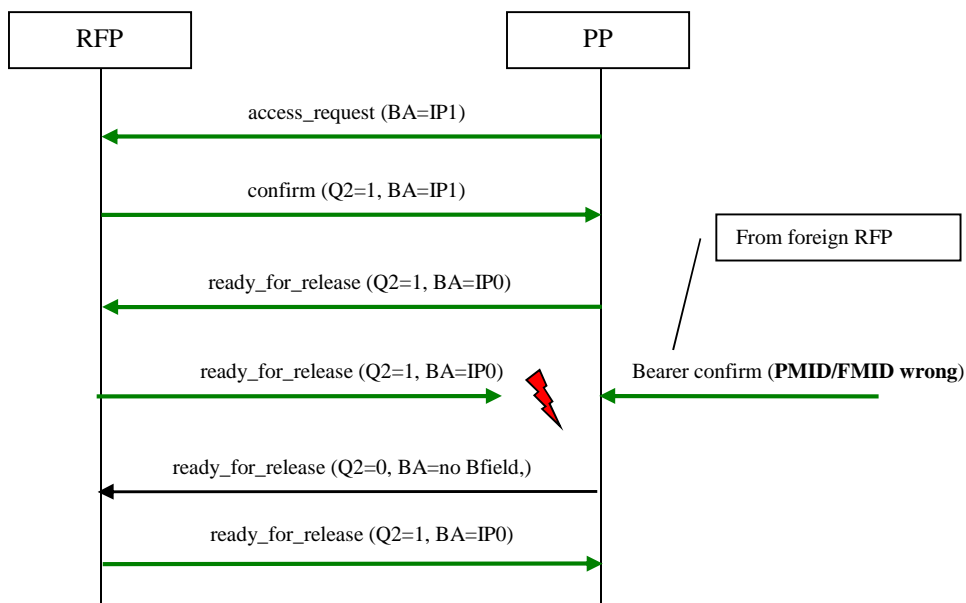 RFP
PP
access_request (BA=IP1)
confirm (Q2=1, BA=IP1)
From foreign RFP
ready_for_release (Q2=1, BA=IP0)
ready_for_release (Q2=1, BA=IP0)
Bearer confirm (PMID/FMID wrong)
ready_for_release (Q2=0, BA=no Bfield,)
ready_for_release (Q2=1, BA=IP0)